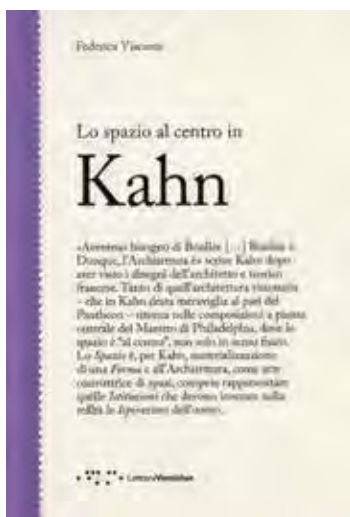 Federica Visconti
Lo spazio al centro in
Kahn
«Avremmo bisogno di Boullée […] Boullée è
Dunque, l'Architettura è» scrive Kahn dopo
aver visto i disegni dell'architetto e teorico
francese. Tanto di quell'architettura visionaria
– che in Kahn desta meraviglia al pari del
Pantheon – ritorna nelle composizioni a pianta
centrale del Maestro di Philadelphia, dove lo
spazio è "al centro", non solo in senso fisico.
Lo Spazio è, per Kahn, materializzazione
di una Forma e all'Architettura, come arte
costruttrice di spazi, compete rappresentare
quelle Istituzioni che devono inverare nella
realtà le dell'uomo.
LetteraVentidue